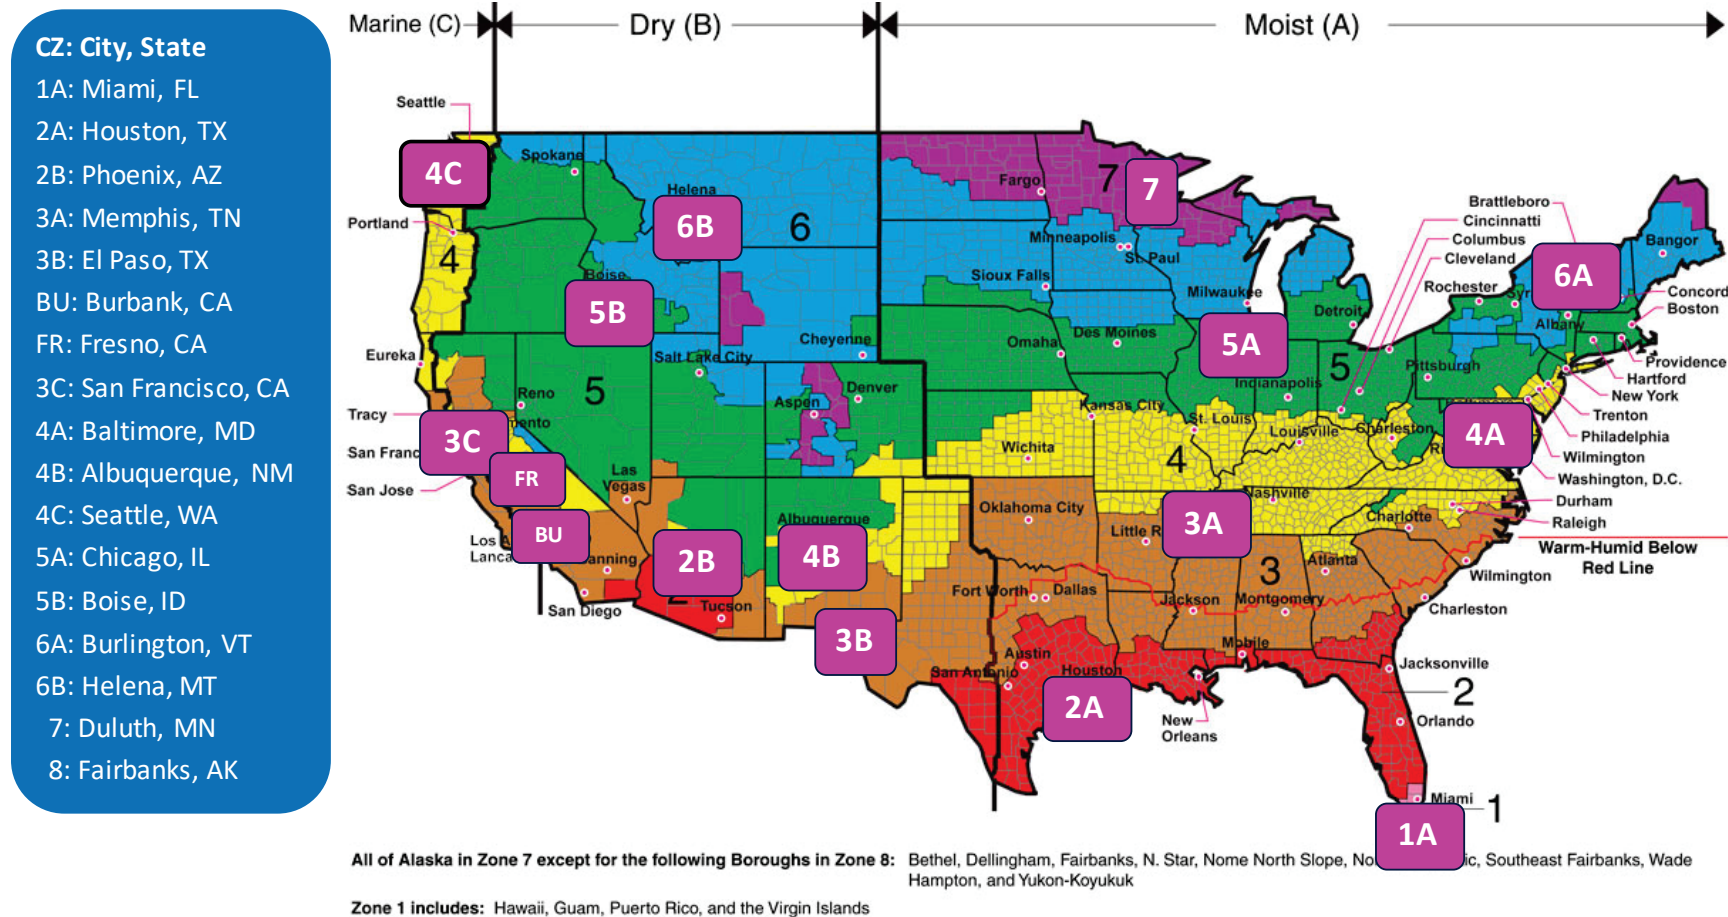 CZ: City, State
1A: Miami, FL
2A: Houston, TX
2B: Phoenix, AZ
3A: Memphis, TN
3B: El Paso, TX
BU: Burbank, CA
FR: Fresno, CA
3C: San Francisco, CA
4A: Baltimore, MD
4B: Albuquerque, NM
4C: Seattle, WA
5A: Chicago, IL
5B: Boise, ID
6A: Burlington, VT
6B: Helena, MT
7: Duluth, MN
8: Fairbanks, AK
Marine (C)
Dry (B)
Moist (A)
Seattle
4C
Spokane
Portland
4
Helena
6B
6
Boise
5B
Fargo
7
7
Minneapolis
St. Paul
Sioux Falls
Milwaukee
Brattleboro
Cincinnati
Columbus
Cleveland
Rochester
Bangor
6A
Concord
Boston
Albany
Detroit
5A
Des Moines
Omaha
Cheyenne
Salt Lake City
Eureka
Reno
5
Denver
Aspen
Indianapolis
5
Pittsburgh
Providence
Hartford
New York
Trenton
Philadelphia
Wilmington
Washington, D.C.
Tracy
3C
San Jose
FR
Las
Vegas
Kansas City
St. Louis
Wichita
4
Louisville
Charleston
4A
Nashville
Durham
Raleigh
Charlotte
BU
Los
2B
Albuquerque
4B
Oklahoma City
Little
3A
Atlanta
3
Warm-Humid Below
Red Line
Wilmington
Charleston
San Diego
Tucson
3B
Fort Worth
Dallas
Jackson
Montgomery
Mobile
Austin
San Antonio
Houston
2A
New
Orleans
Jacksonville
2
Orlando
Miami
1
1A
All of Alaska in Zone 7 except for the following Boroughs in Zone 8: Bethel, Dellingham, Fairbanks, N. Star, Nome North Slope, Southeast Fairbanks, Wade
Hampton, and Yukon-Koyukuk
Zone 1 includes: Hawaii, Guam, Puerto Rico, and the Virgin Islands